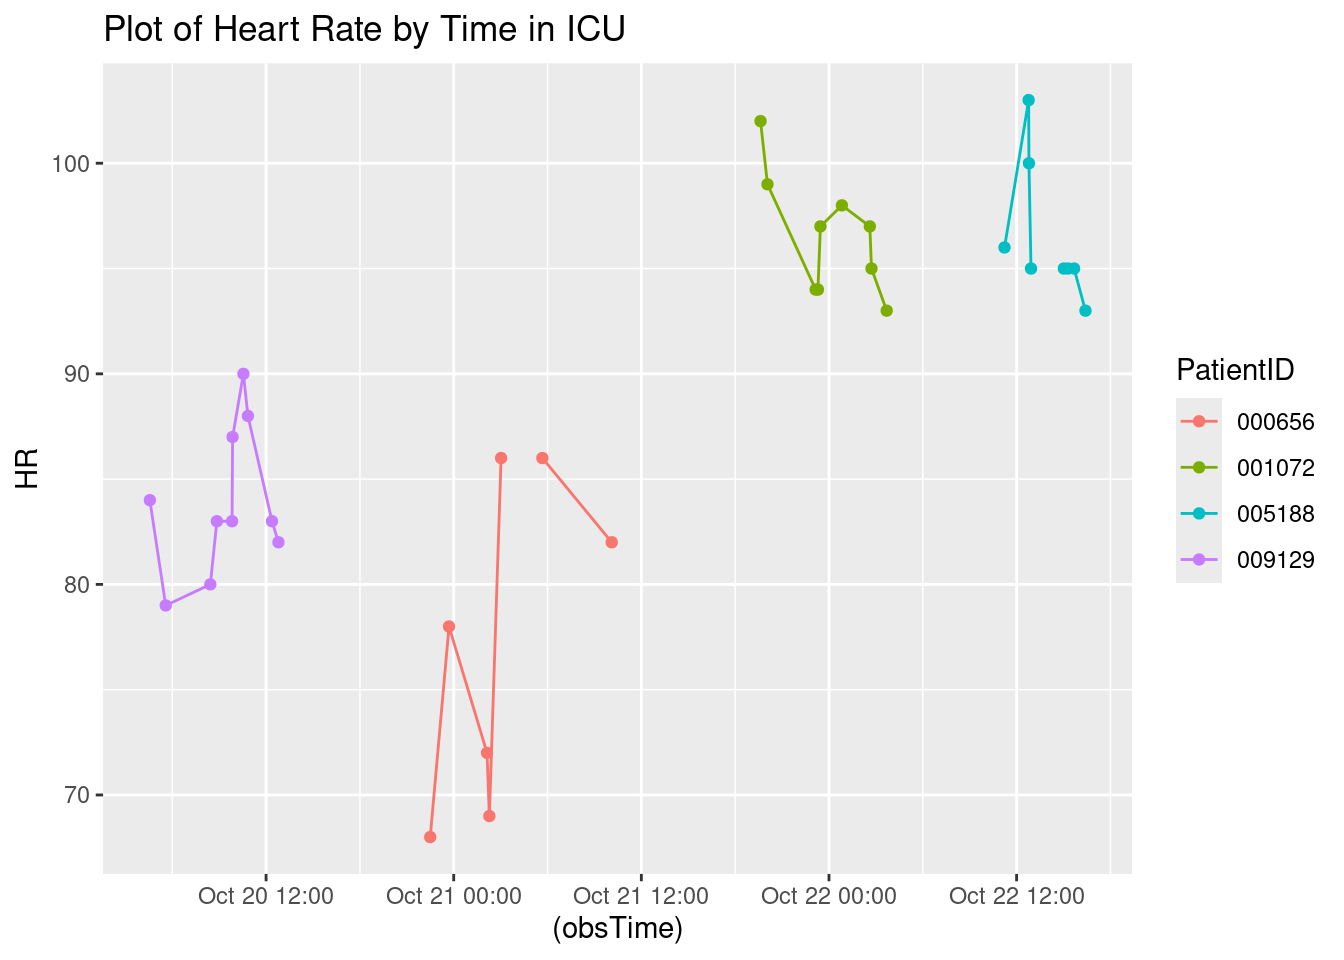 Plot of Heart Rate by Time in ICU
100
90
80
70
HR
Oct 20 12:00
Oct 21 00:00
Oct 21 12:00
Oct 22 00:00
Oct 22 12:00
(obsTime)
PatientID
000656
001072
005188
009129